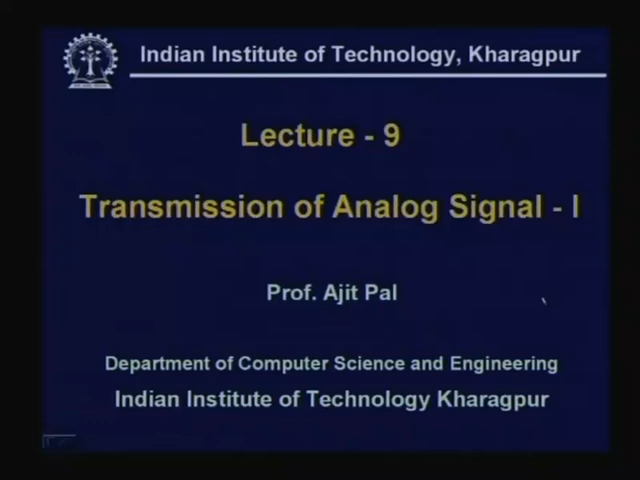 Indian Institute of Technology, Kharagpur
Lecture - 9
Transmission of Analog Signal - I
Prof. Ajit Pal
Department of Computer Science and Engineering
Indian Institute of Technology Kharagpur